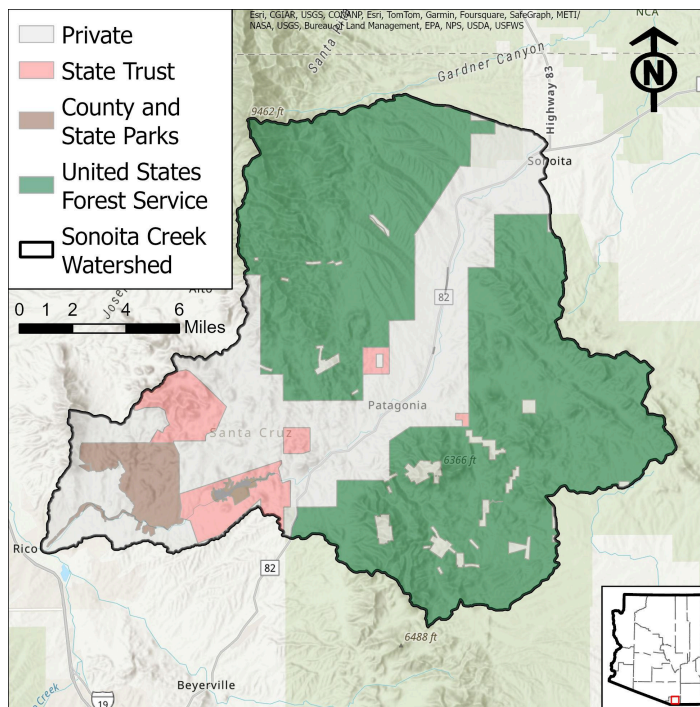 Esri, CGIAR, USGS, CONANP, Esri, TomTom, Garmin, Foursquare, SafeGraph, METI/
NASA, USGS, Bureau of Land Management, EPA, NPS, USDA, USFWS
NCA
Private
State Trust
County and
State Parks
United States
Forest Service
Sonoita Creek
Watershed
0 1 2 4 6
Miles
Santa
Gardner Canyon
Highway 83
N
9462 ft
Sonoita
Alto
82
Patagonia
Santa Cruz
6366 ft
Rico
82
6488 ft
Beyerville
Creek
19